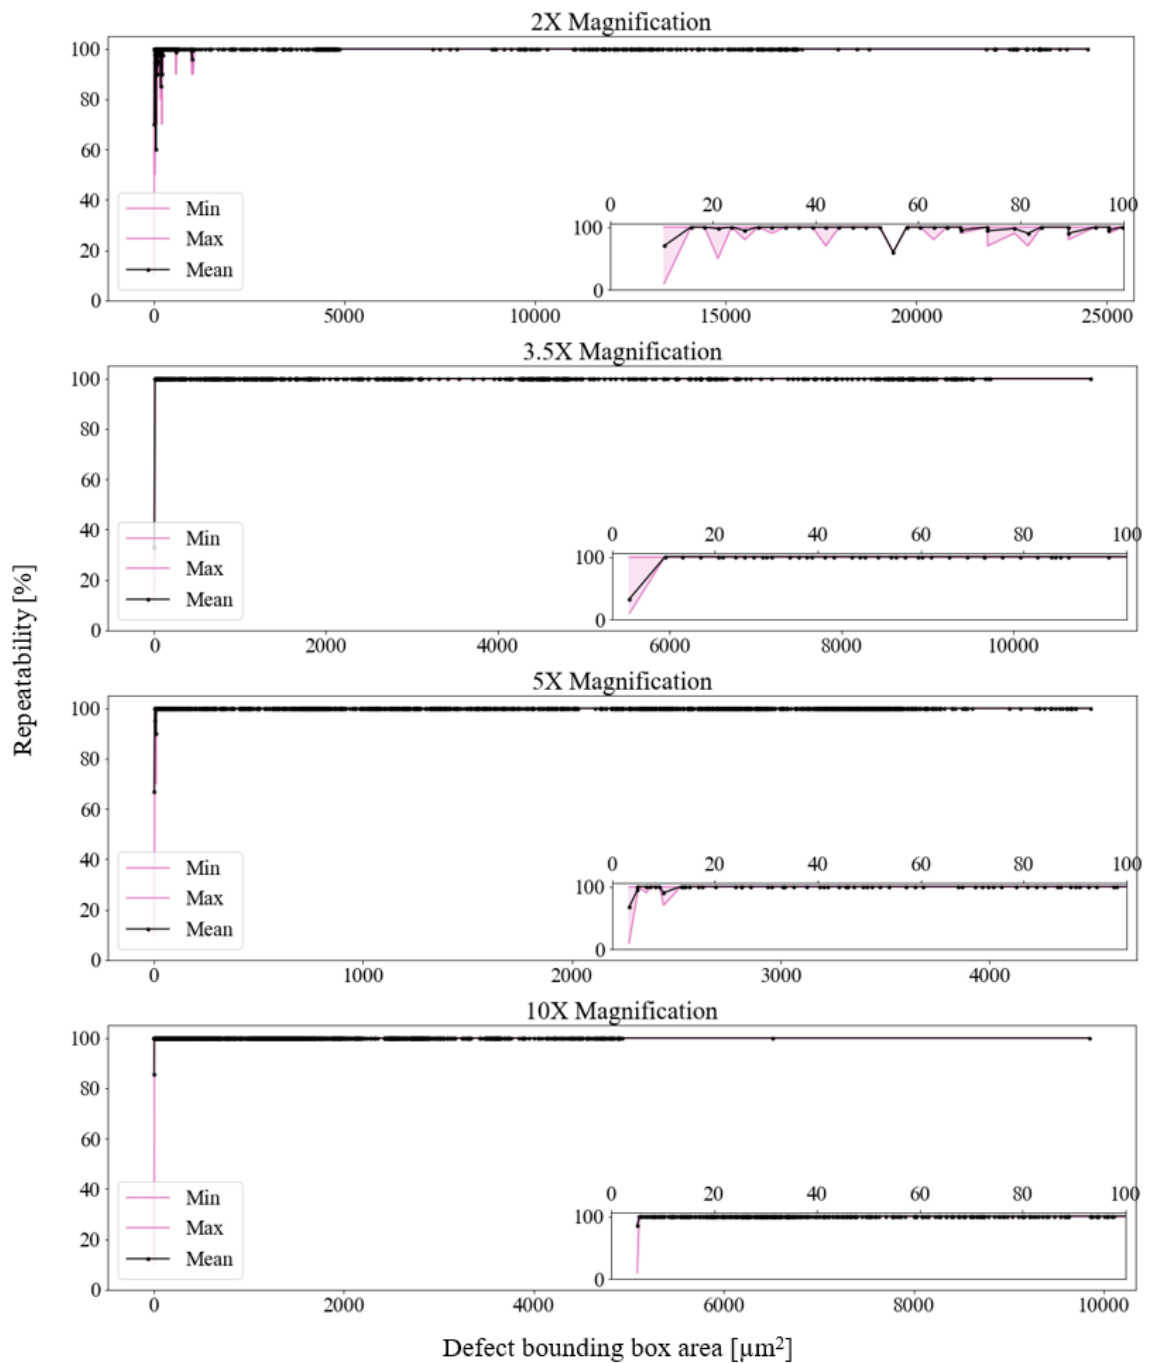 2X Magnification
100
80
60
40
20
0
Min
Max
Mean
0 20 40 60 80 100
100
0
0 5000 10000 15000 20000 25000
3.5X Magnification
100
80
60
40
20
0
Min
Max
Mean
0 20 40 60 80 100
100
0
0 2000 4000 6000 8000 10000
Repeatability [%]
5X Magnification
100
80
60
40
20
0
Min
Max
Mean
0 20 40 60 80 100
100
0
0 1000 2000 3000 4000
10X Magnification
100
80
60
40
20
0
Min
Max
Mean
0 20 40 60 80 100
100
0
0 2000 4000 6000 8000 10000
Defect bounding box area [µm²]